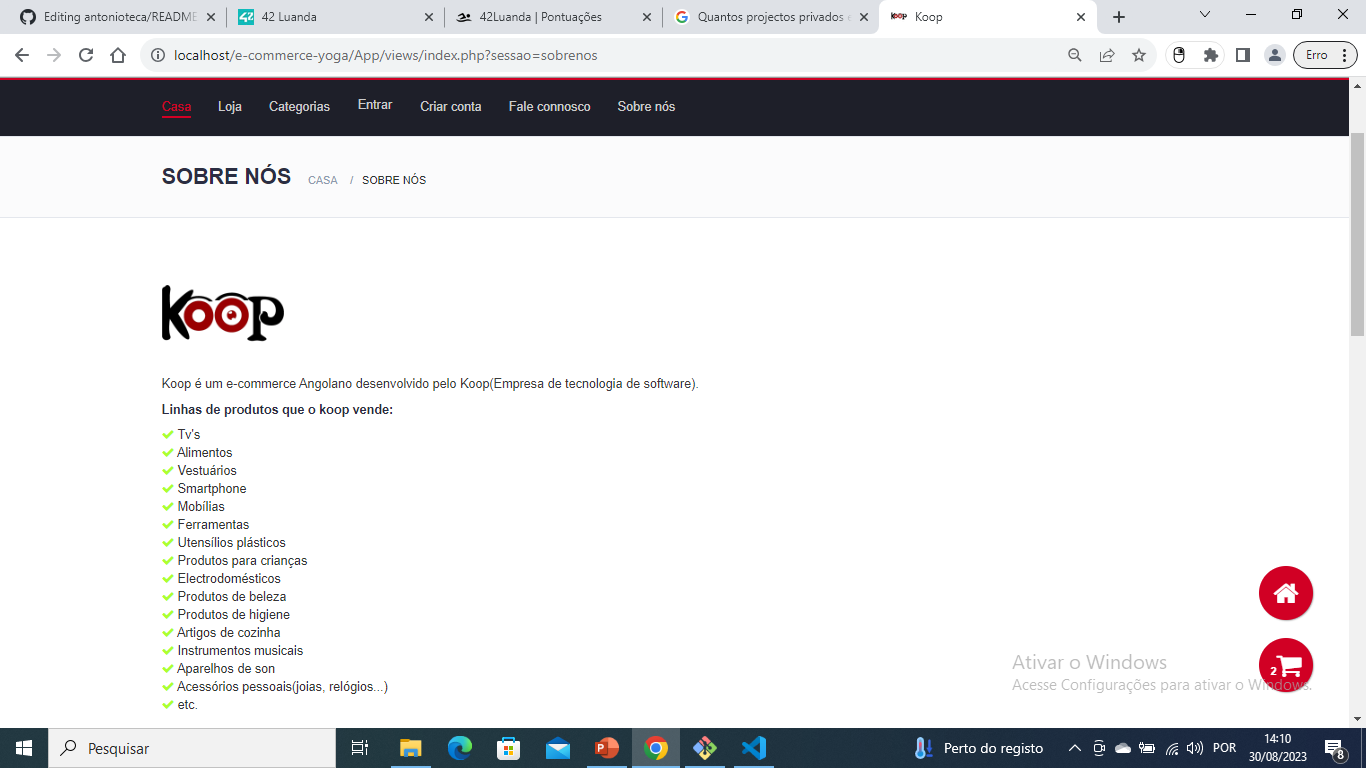 Editing antonioteca/README
42 Luanda
42Luanda | Pontuações
Quantos projectos privados e
Koop
localhost/e-commerce-yoga/App/views/index.php?sessao=sobrenos
Erro
Casa
Loja
Categorias
Entrar
Criar conta
Fale connosco
Sobre nós
SOBRE NÓS
CASA / SOBRE NÓS
Koop
Koop é um e-commerce Angolano desenvolvido pelo Koop(Empresa de tecnologia de software).
Linhas de produtos que o koop vende:
Tv's
Alimentos
Vestuários
Smartphone
Mobílias
Ferramentas
Utensílios plásticos
Produtos para crianças
Electrodomésticos
Produtos de beleza
Produtos de higiene
Artigos de cozinha
Instrumentos musicais
Aparelhos de son
Acessórios pessoais(joias, relógios...)
etc.
2
Ativar o Windows
Acesse Configurações para ativar o Windows.
Pesquisar
Perto do registo
POR
14:10
30/08/2023
8